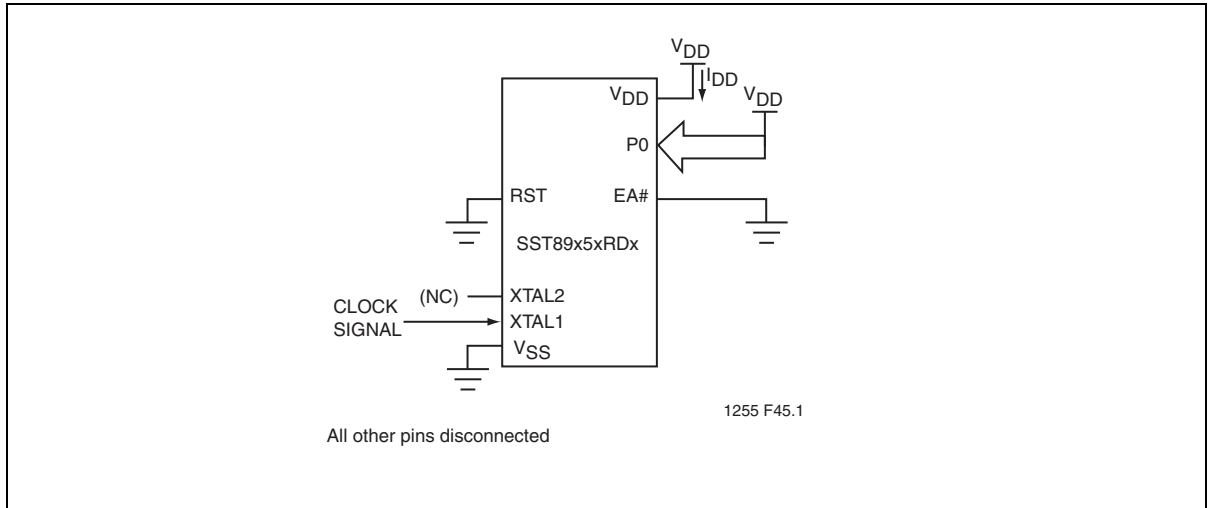 VDD
IDD
VDD
VDD
P0
RST
EA#
SST89x5xRDx
(NC)
XTAL2
CLOCK
SIGNAL
XTAL1
VSS
1255 F45.1
All other pins disconnected